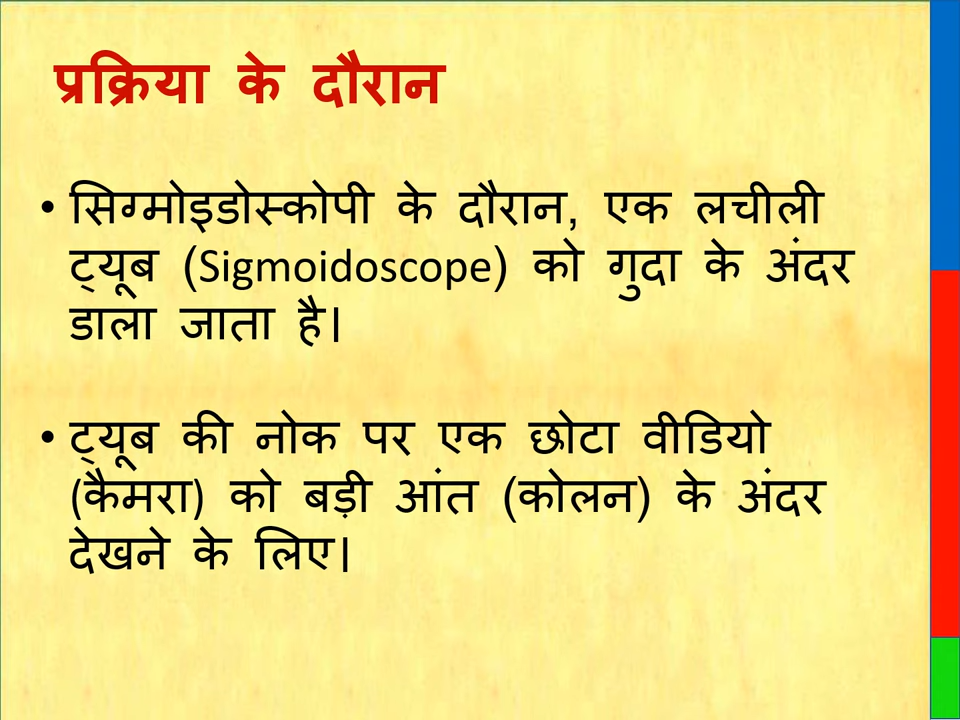 प्रक्रिया के दौरान
• सिग्मोइडोस्कोपी के दौरान, एक लचीली
ट्यूब (Sigmoidoscope) को गुदा के अंदर
डाला जाता है।
• ट्यूब की नोक पर एक छोटा वीडियो
(कैमरा) को बड़ी आंत (कोलन) के अंदर
देखने के लिए।